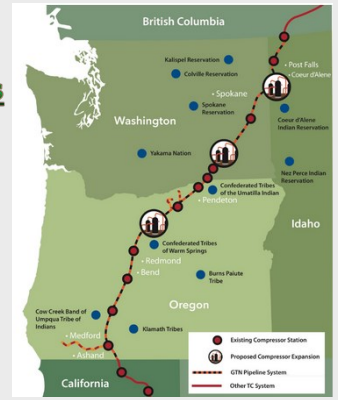 British Columbia
Kalispel Reservation
Post Falls
Coeur d'Alene
Colville Reservation
Spokane
Spokane
Reservation
Washington
Coeur d'Alene
Indian Reservation
Yakama Nation
Nez Perce Indian
Reservation
Confederated Tribes
of the Umatilla Indian
Pendeton
Idaho
Confederated Tribes
of Warm Springs
Redmond
Bend
Burns Paiute
Tribe
Oregon
Cow Creek Band of
Umpqua Tribe of
Indians
Klamath Tribes
Medford
Ashand
California
Existing Compressor Station
Proposed Compressor Expansion
GTN Pipeline System
Other TC System